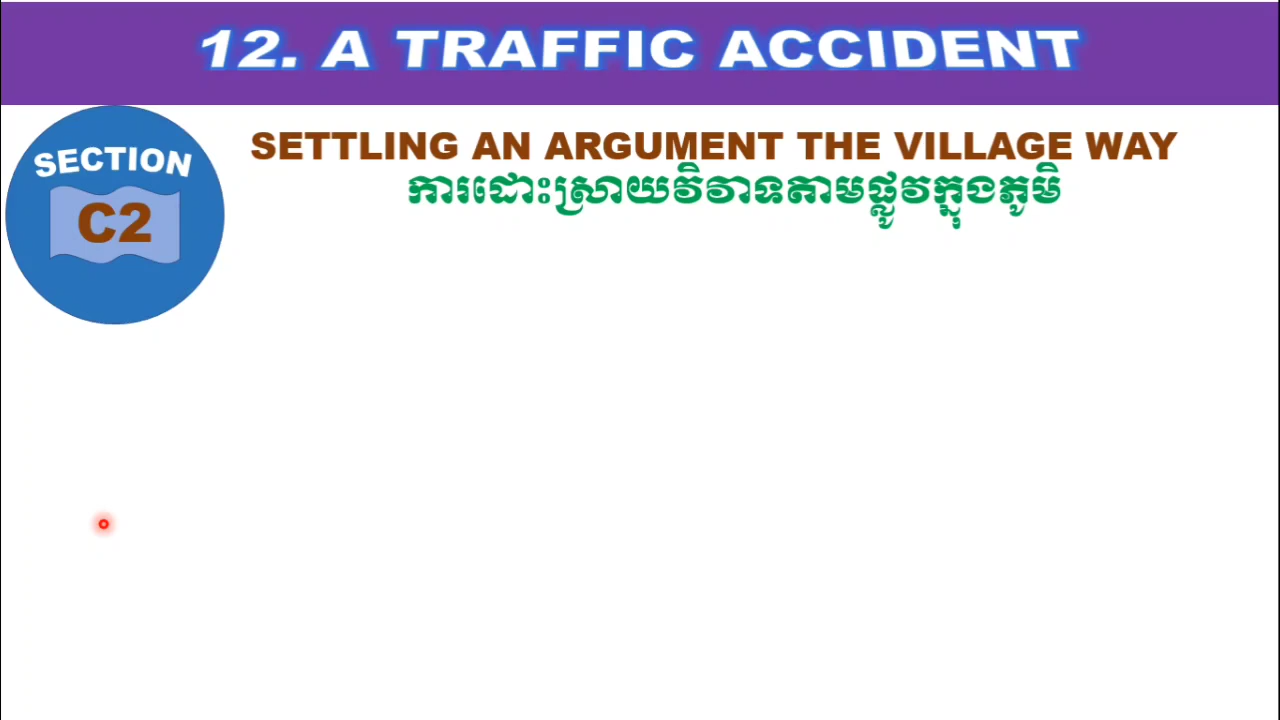 12. A TRAFFIC ACCIDENT
SECTION
C2
SETTLING AN ARGUMENT THE VILLAGE WAY
ការដោះស្រាយវិវាទតាមផ្លូវក្នុងភូមិ